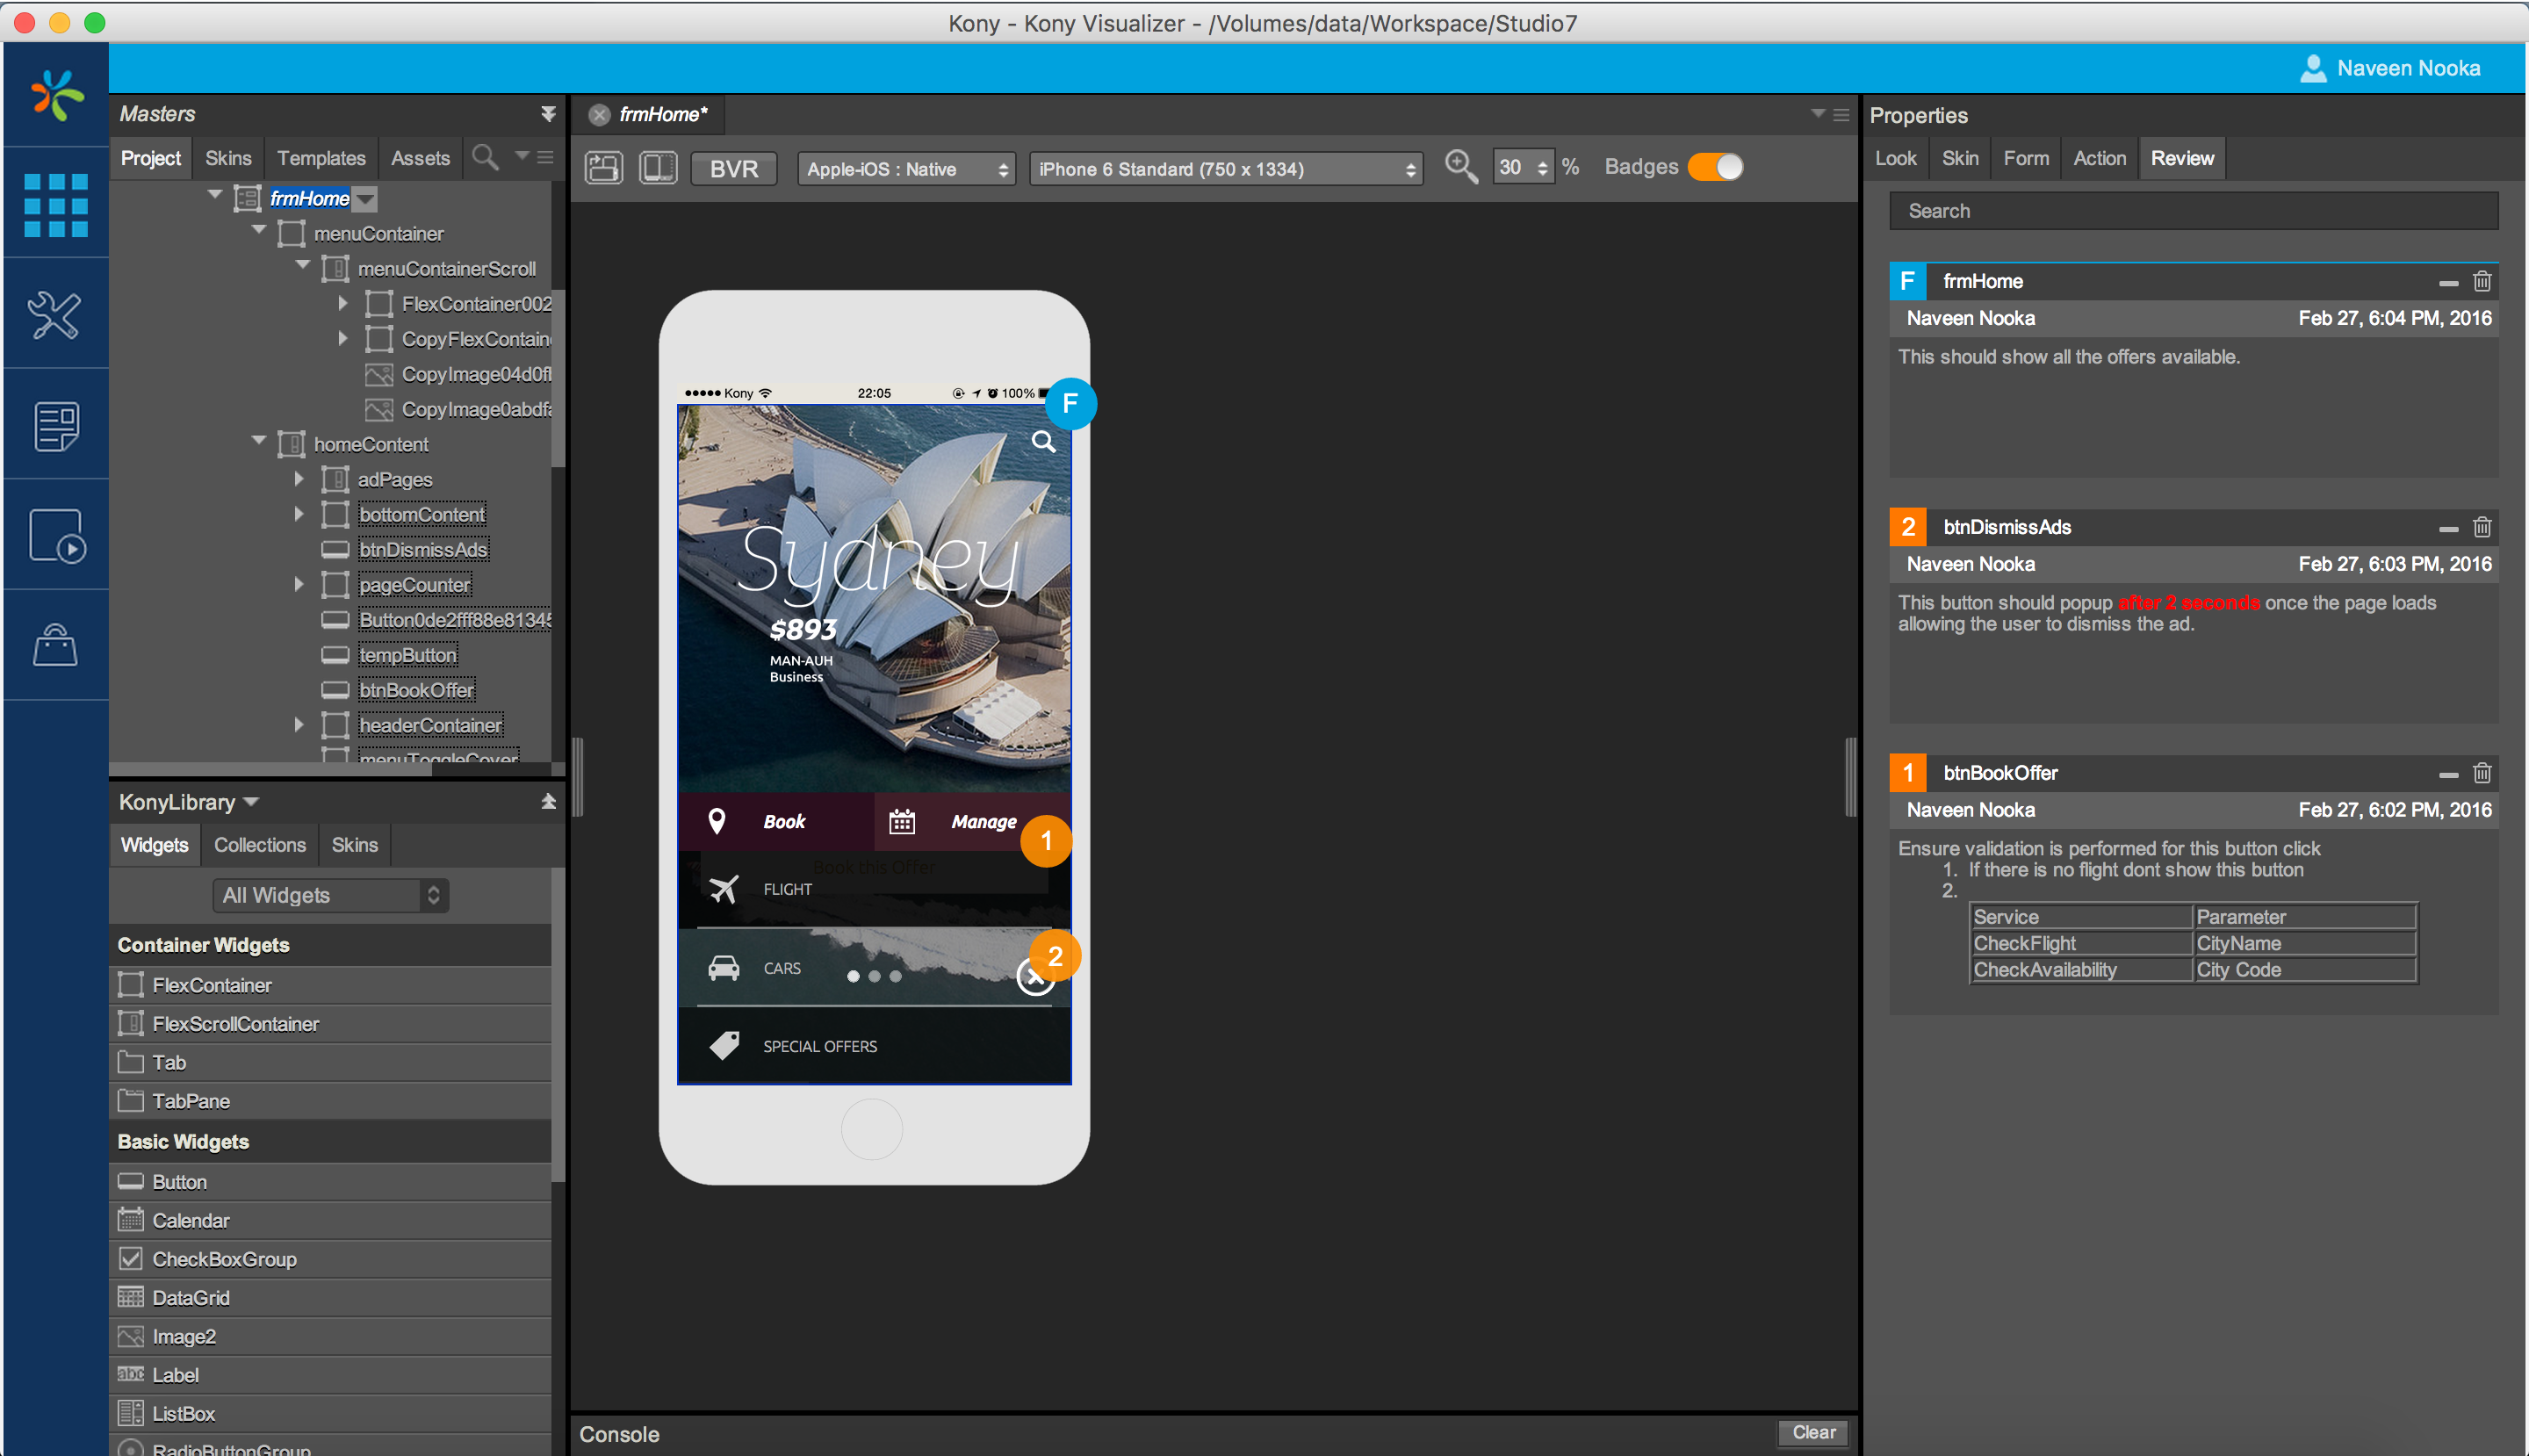 Kony - Kony Visualizer - /Volumes/data/Workspace/Studio7
Naveen Nooka
Masters
Project Skins Templates Assets
frmHome
menuContainer
menuContainerScroll
FlexContainer002
CopyFlexContain
CopyImage04d0f
CopyImage0abdf
homeContent
adPages
bottomContent
btnDismissAds
pageCounter
Button0de2fff88e81345
tempButton
btnBookOffer
headerContainer
menuToggleCover
KonyLibrary
Widgets Collections Skins
All Widgets
Container Widgets
FlexContainer
FlexScrollContainer
Tab
TabPane
Basic Widgets
Button
Calendar
CheckBoxGroup
DataGrid
Image2
abc Label
ListBox
RadioButtonGroup
frmHome*
BVR Apple-iOS : Native iPhone 6 Standard (750 x 1334) 30 % Badges
Kony 22:05 100%
F
Sydney
$893
MAN-AUH
Business
Book Manage
1
Book this Offer
FLIGHT
2
CARS
SPECIAL OFFERS
Console Clear
Properties
Look Skin Form Action Review
Search
F frmHome
Naveen Nooka Feb 27, 6:04 PM, 2016
This should show all the offers available.
2 btnDismissAds
Naveen Nooka Feb 27, 6:03 PM, 2016
This button should popup after 2 seconds once the page loads
allowing the user to dismiss the ad.
1 btnBookOffer
Naveen Nooka Feb 27, 6:02 PM, 2016
Ensure validation is performed for this button click
1. If there is no flight dont show this button
2.
Service Parameter
CheckFlight CityName
CheckAvailability City Code